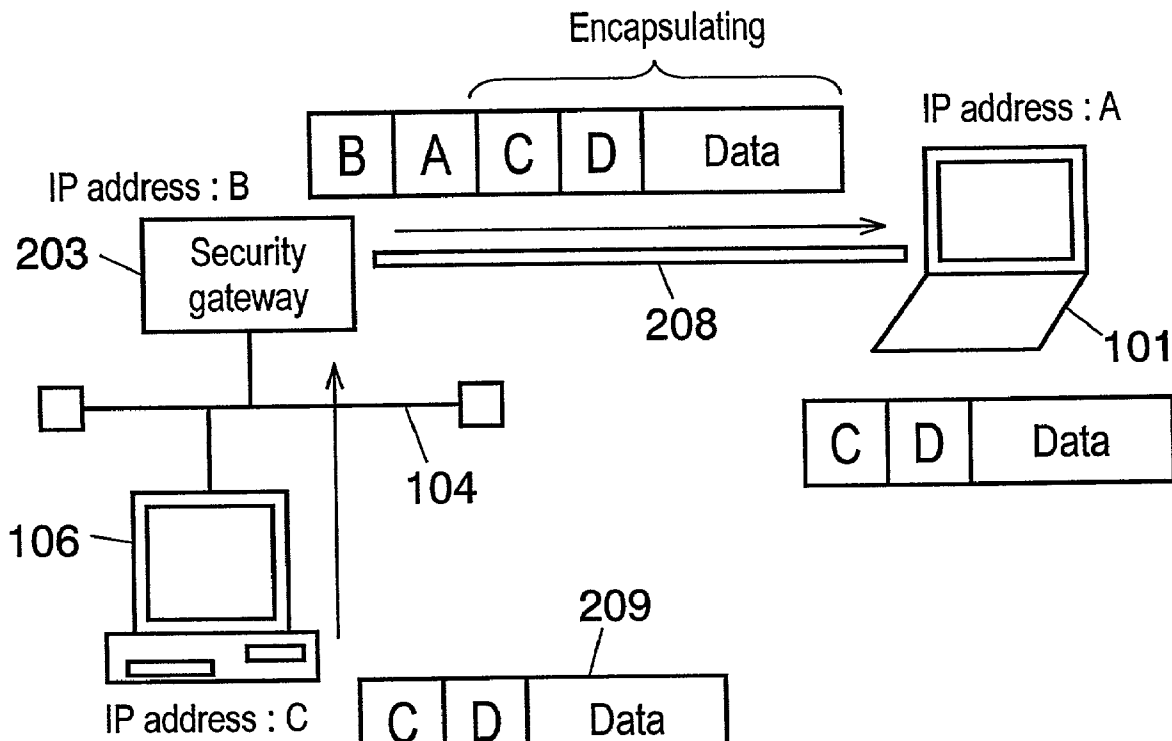 Encapsulating
IP address : A
B A C D Data
IP address : B
203
Security
gateway
208
101
C D Data
104
106
209
C D Data
IP address : C